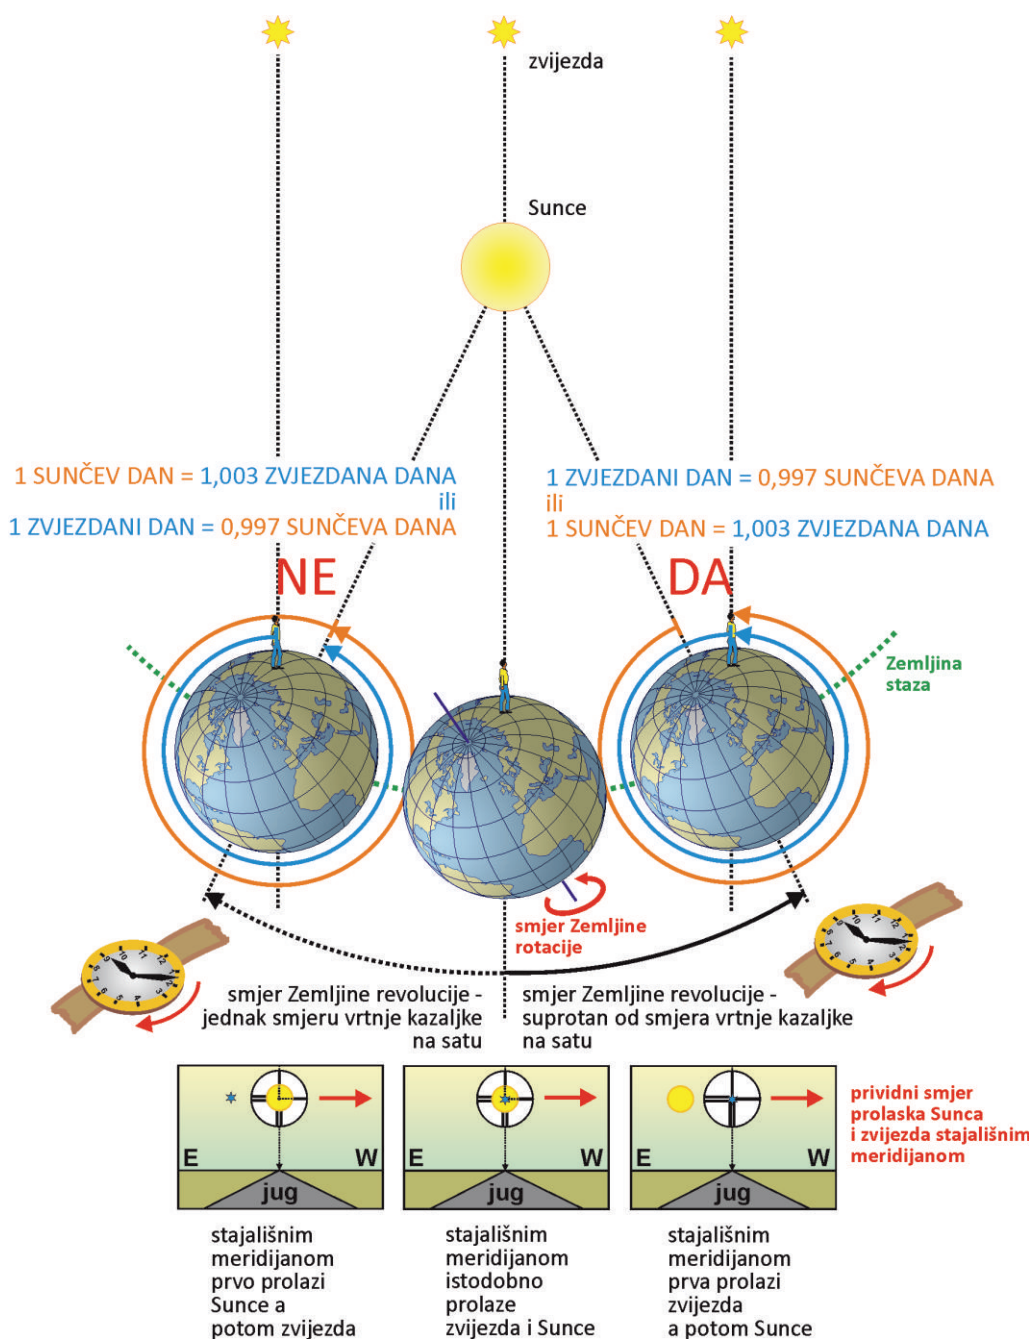 zvijezda
Sunce
1 SUNČEV DAN = 1,003 ZVJEZDANA DANA
ili
1 ZVJEZDANI DAN = 0,997 SUNČEVA DANA
NE
1 ZVJEZDANI DAN = 0,997 SUNČEVA DANA
ili
1 SUNČEV DAN = 1,003 ZVJEZDANA DANA
DA
Zemljina
staza
smjer Zemljine
rotacije
smjer Zemljine revolucije -
jednak smjeru vrtnje kazaljke
na satu
smjer Zemljine revolucije -
suprotan od smjera vrtnje kazaljke
na satu
E W
jug
E W
jug
E W
jug
prividni smjer
prolaska Sunca
i zvijezda stajališnim
meridijanom
stajališnim
meridijanom
prvo prolazi
Sunce a
potom zvijezda
stajališnim
meridijanom
istodobno
prolaze
zvijezda i Sunce
stajališnim
meridijanom
prva prolazi
zvijezda
a potom Sunce